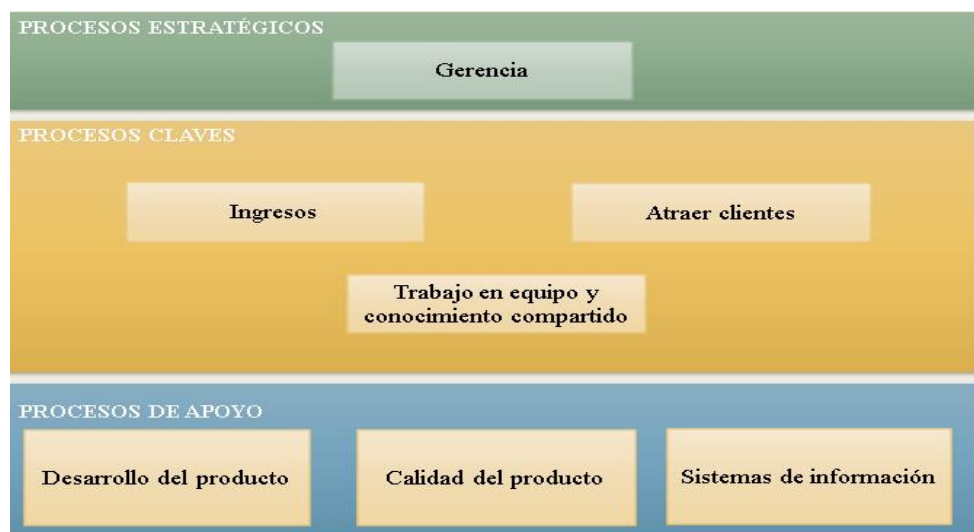 PROCESOS ESTRATÉGICOS
Gerencia
PROCESOS CLAVES
Ingresos
Atraer clientes
Trabajo en equipo y
conocimiento compartido
PROCESOS DE APOYO
Desarrollo del producto
Calidad del producto
Sistemas de información